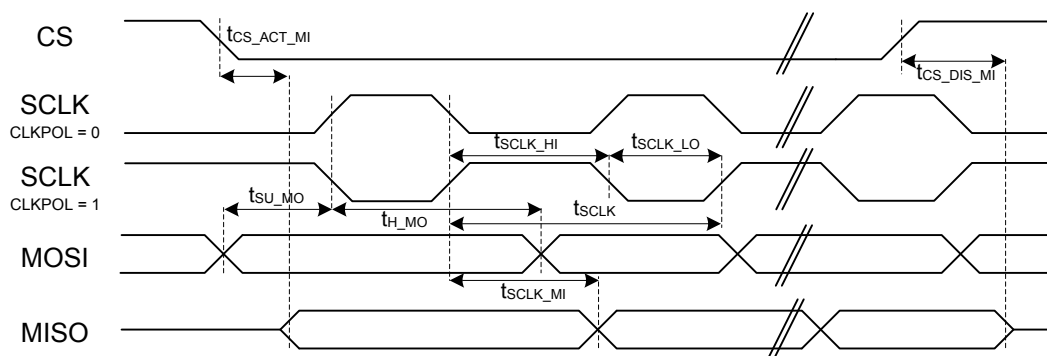 CS
tCS_ACT_MI
tCS_DIS_MI
SCLK
CLKPOL = 0
tSCLK_HI
tSCLK_LO
SCLK
CLKPOL = 1
tSU_MO
tH_MO
tSCLK
MOSI
tSCLK_MI
MISO